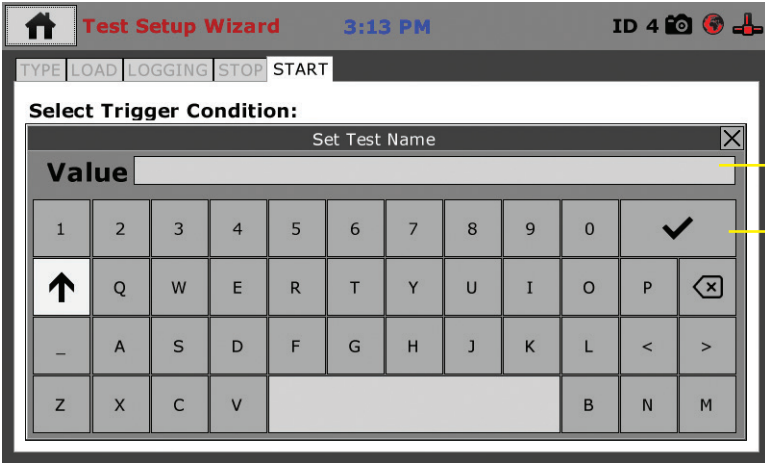 Test Setup Wizard 3:13 PM ID 4
TYPE LOAD LOGGING STOP START
Select Trigger Condition:
Set Test Name
Value
1 2 3 4 5 6 7 8 9 0
Q W E R T Y U I O P
_ A S D F G H J K L < >
Z X C V B N M